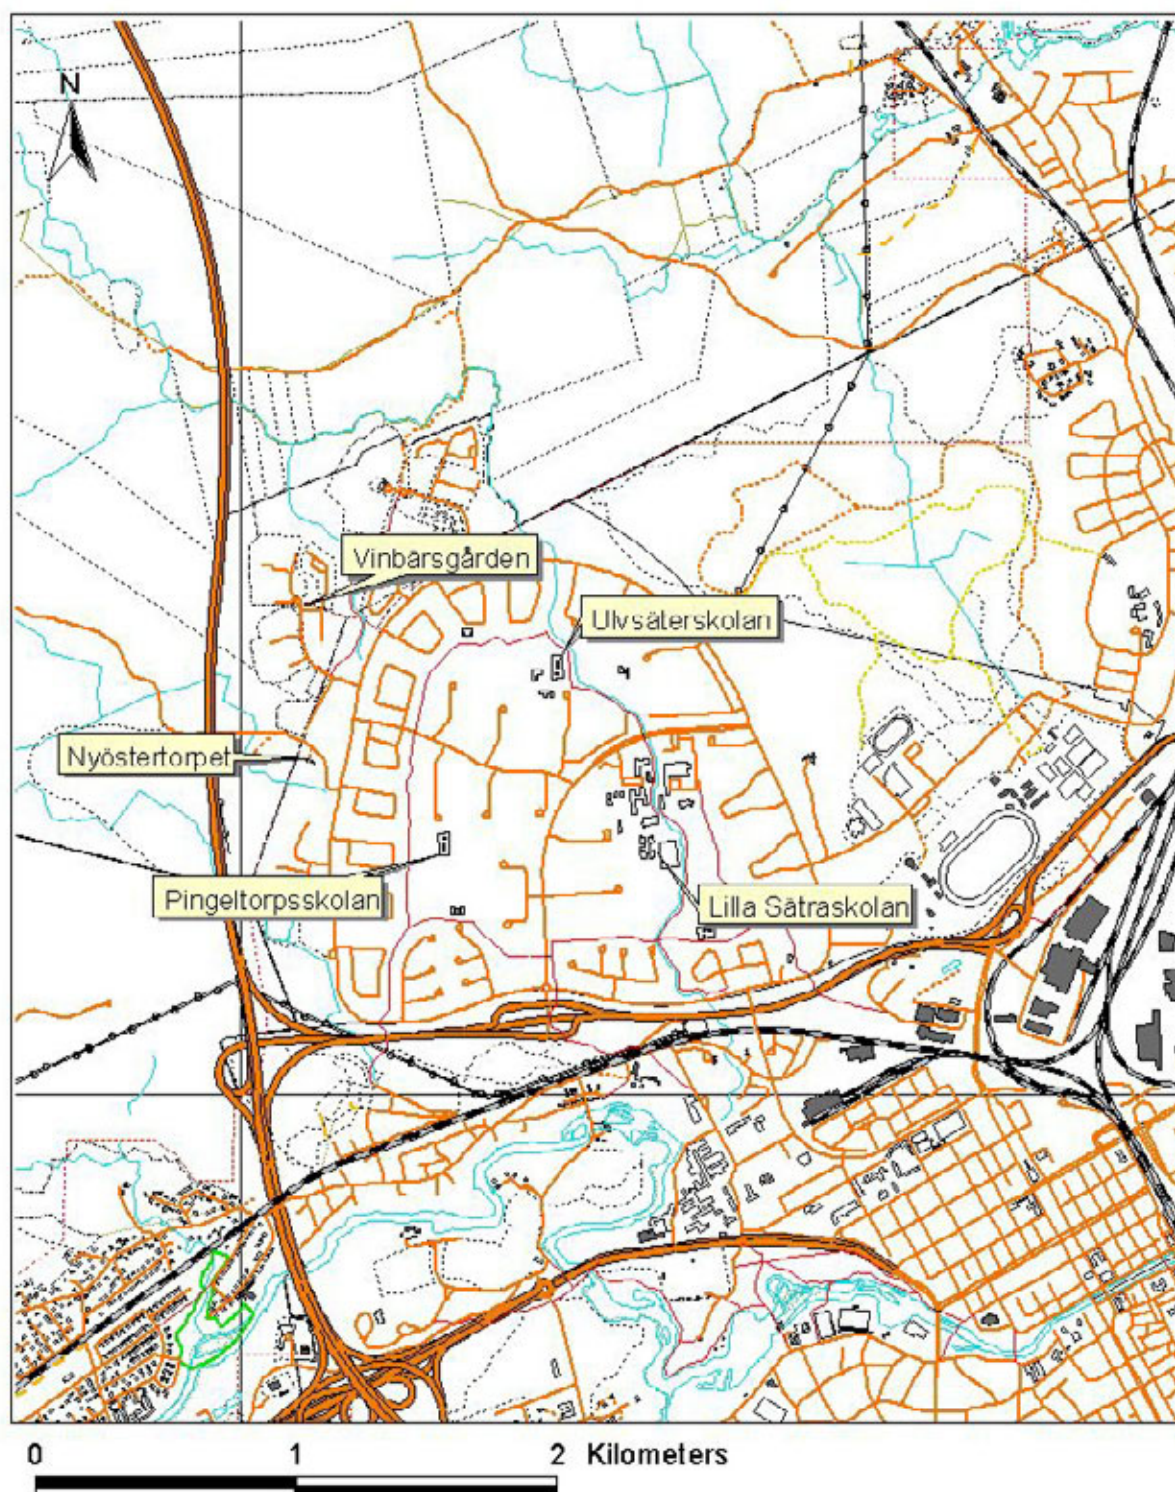 N
Vinbärsgården
Ulvsäterskolan
Nyöstertorpet
Pingeltorpsskolan
Lilla Sätraskolan
0 1 2 Kilometers